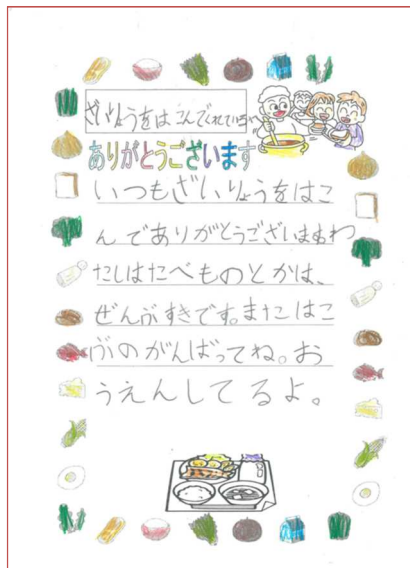 ざいりょうをはこんでくれている
ありがとうございます
いつもざいりょうをはこ
んでありがとうございますわ
たしはたべものとかは、
ぜんぶすきです。またはこ
ぶのがんばってね。お
うえんしてるよ。